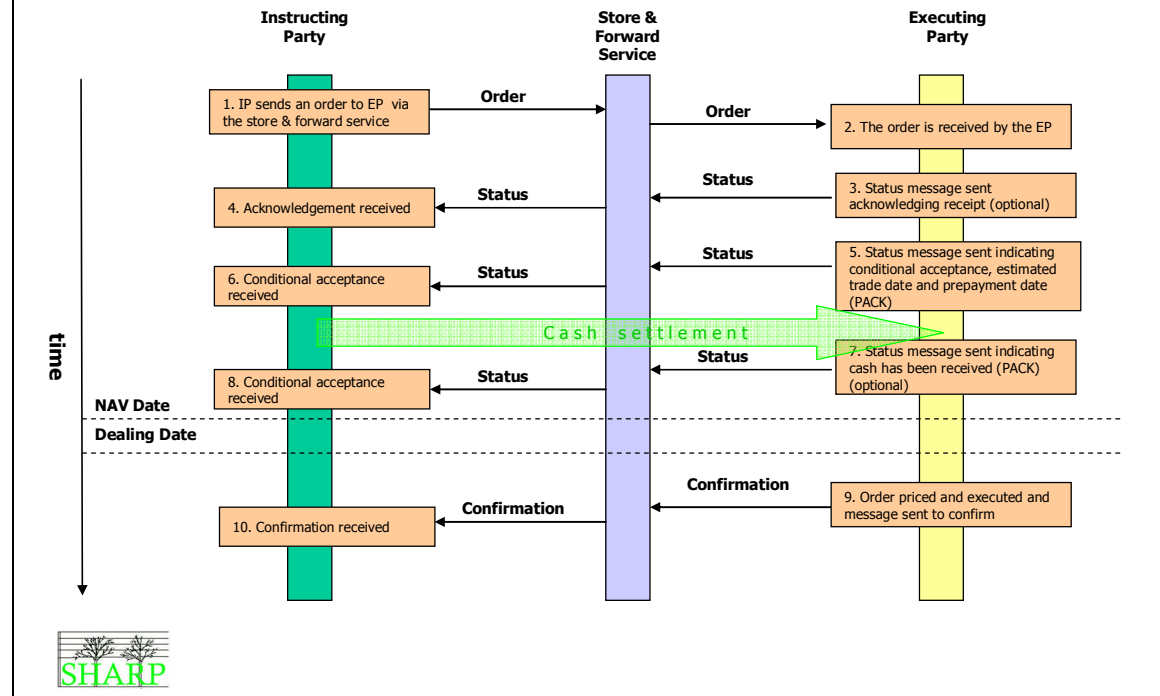 Instructing
Party
Store &
Forward
Service
Executing
Party
1. IP sends an order to EP via
the store & forward service
Order
Order
2. The order is received by the EP
Status
3. Status message sent
acknowledging receipt (optional)
Status
4. Acknowledgement received
Status
5. Status message sent indicating
conditional acceptance, estimated
trade date and prepayment date
(PACK)
Status
6. Conditional acceptance
received
Cash settlement
time
Status
7. Status message sent indicating
cash has been received (PACK)
(optional)
Status
8. Conditional acceptance
received
NAV Date
Dealing Date
Confirmation
9. Order priced and executed and
message sent to confirm
Confirmation
10. Confirmation received
SHARP